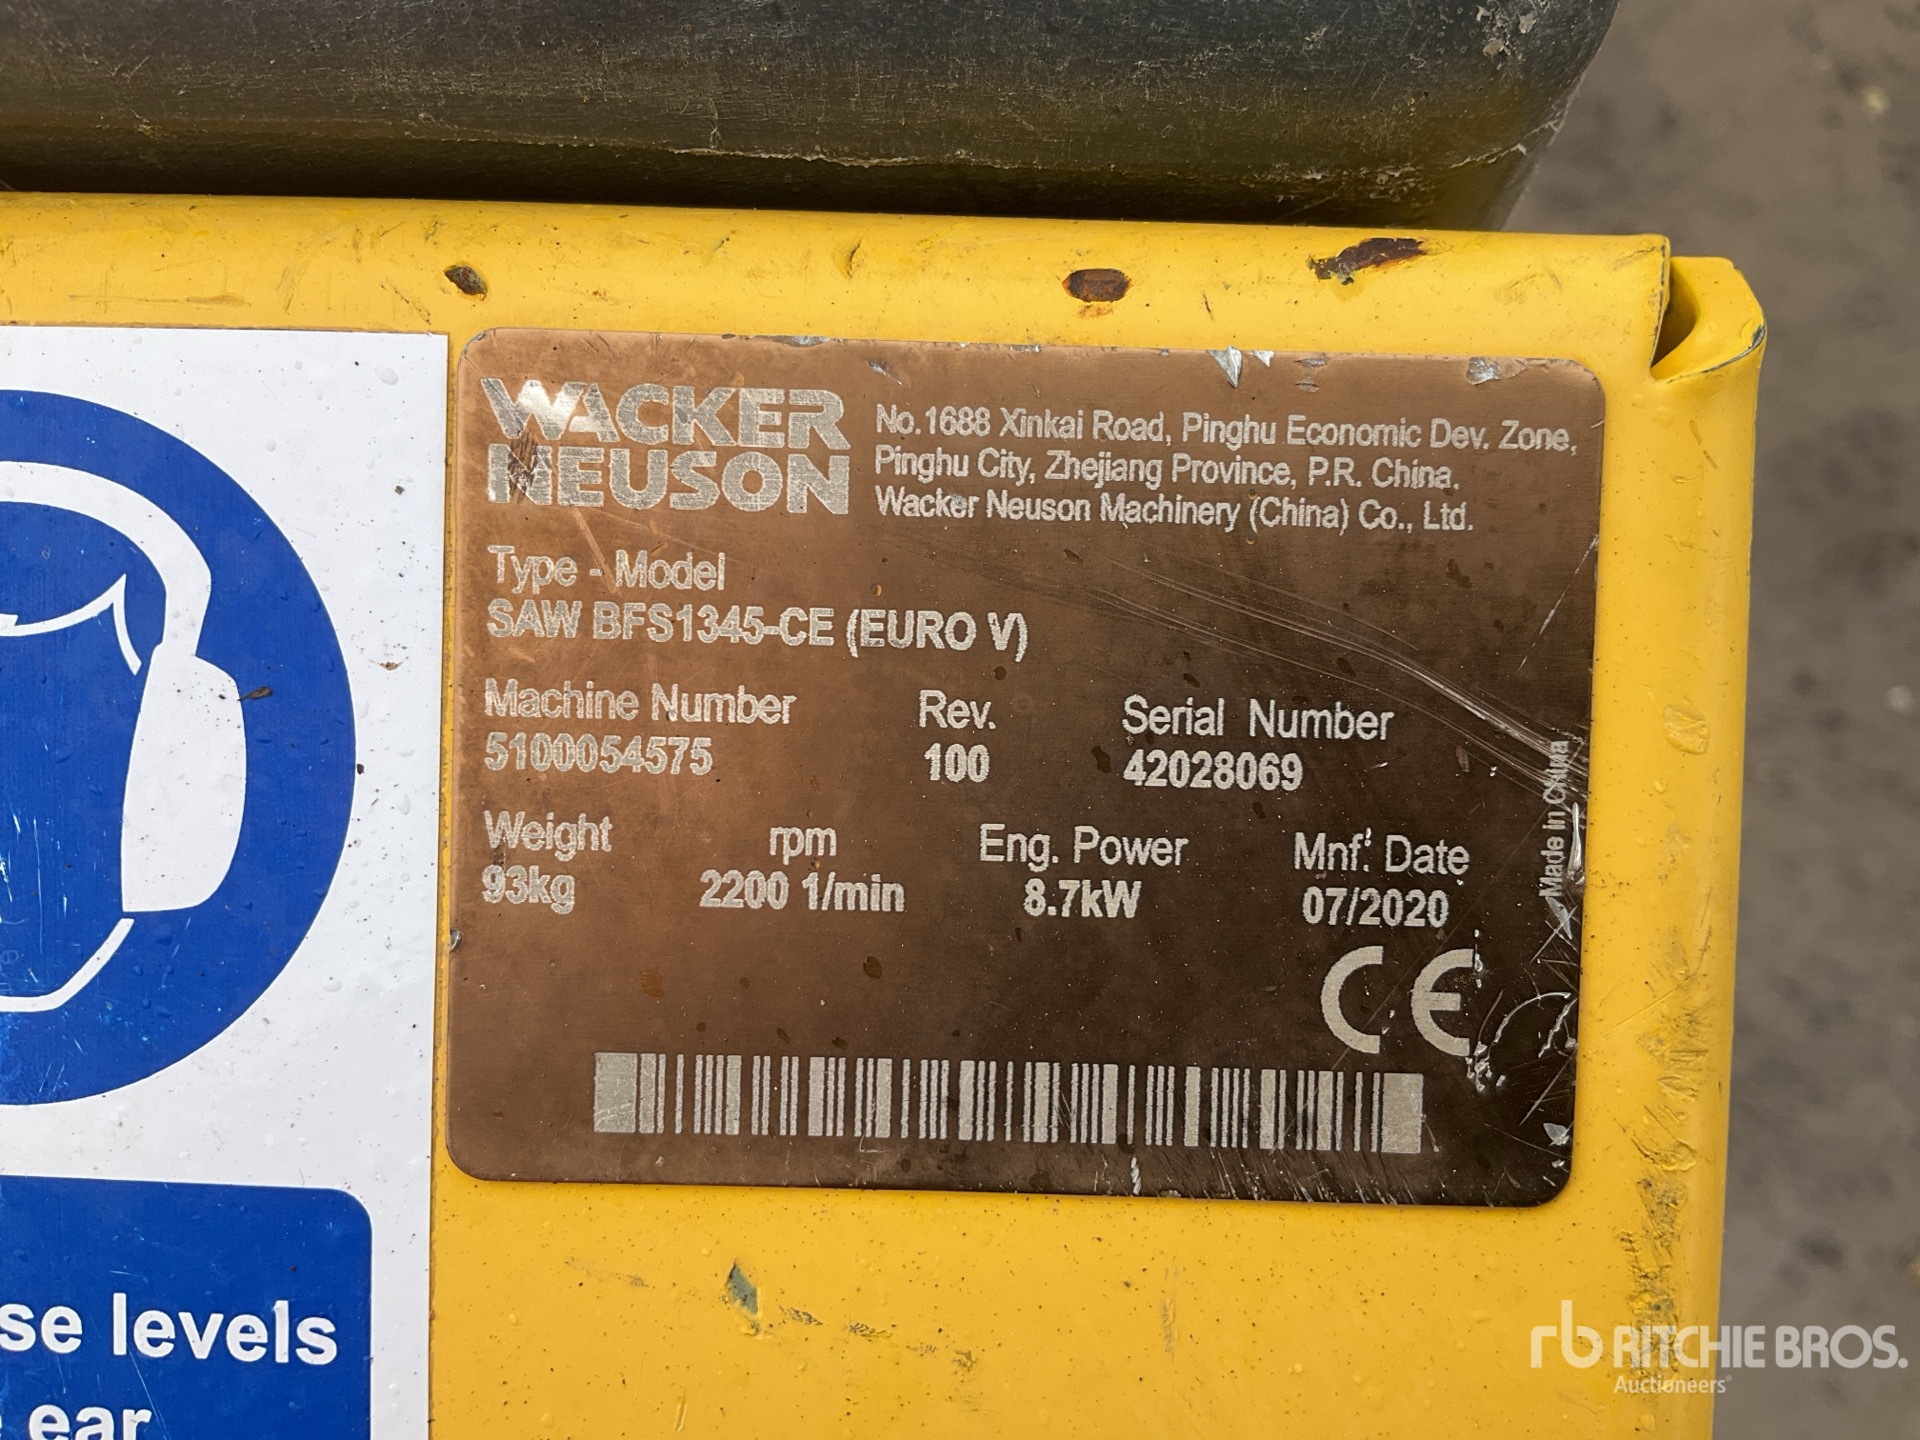 WACKER
NEUSON
No.1688 Xinkai Road, Pinghu Economic Dev. Zone,
Pinghu City, Zhejiang Province, P.R. China.
Wacker Neuson Machinery (China) Co., Ltd.
Type - Model
SAW BFS1345-CE (EURO V)
Machine Number Rev. Serial Number
5100054575 100 42028069
Weight rpm Eng. Power Mnf. Date
93kg 2200 1/min 8.7kW 07/2020
Made in China
CE
se levels
ear
rb RITCHIE BROS.
Auctioneers